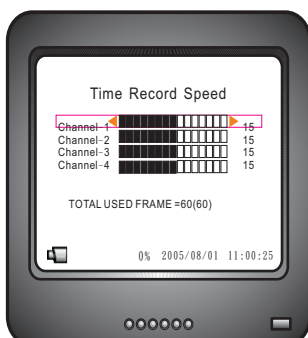 Time Record Speed
Channel-1 15
Channel-2 15
Channel-3 15
Channel-4 15
TOTAL USED FRAME =60(60)
0% 2005/08/01 11:00:25